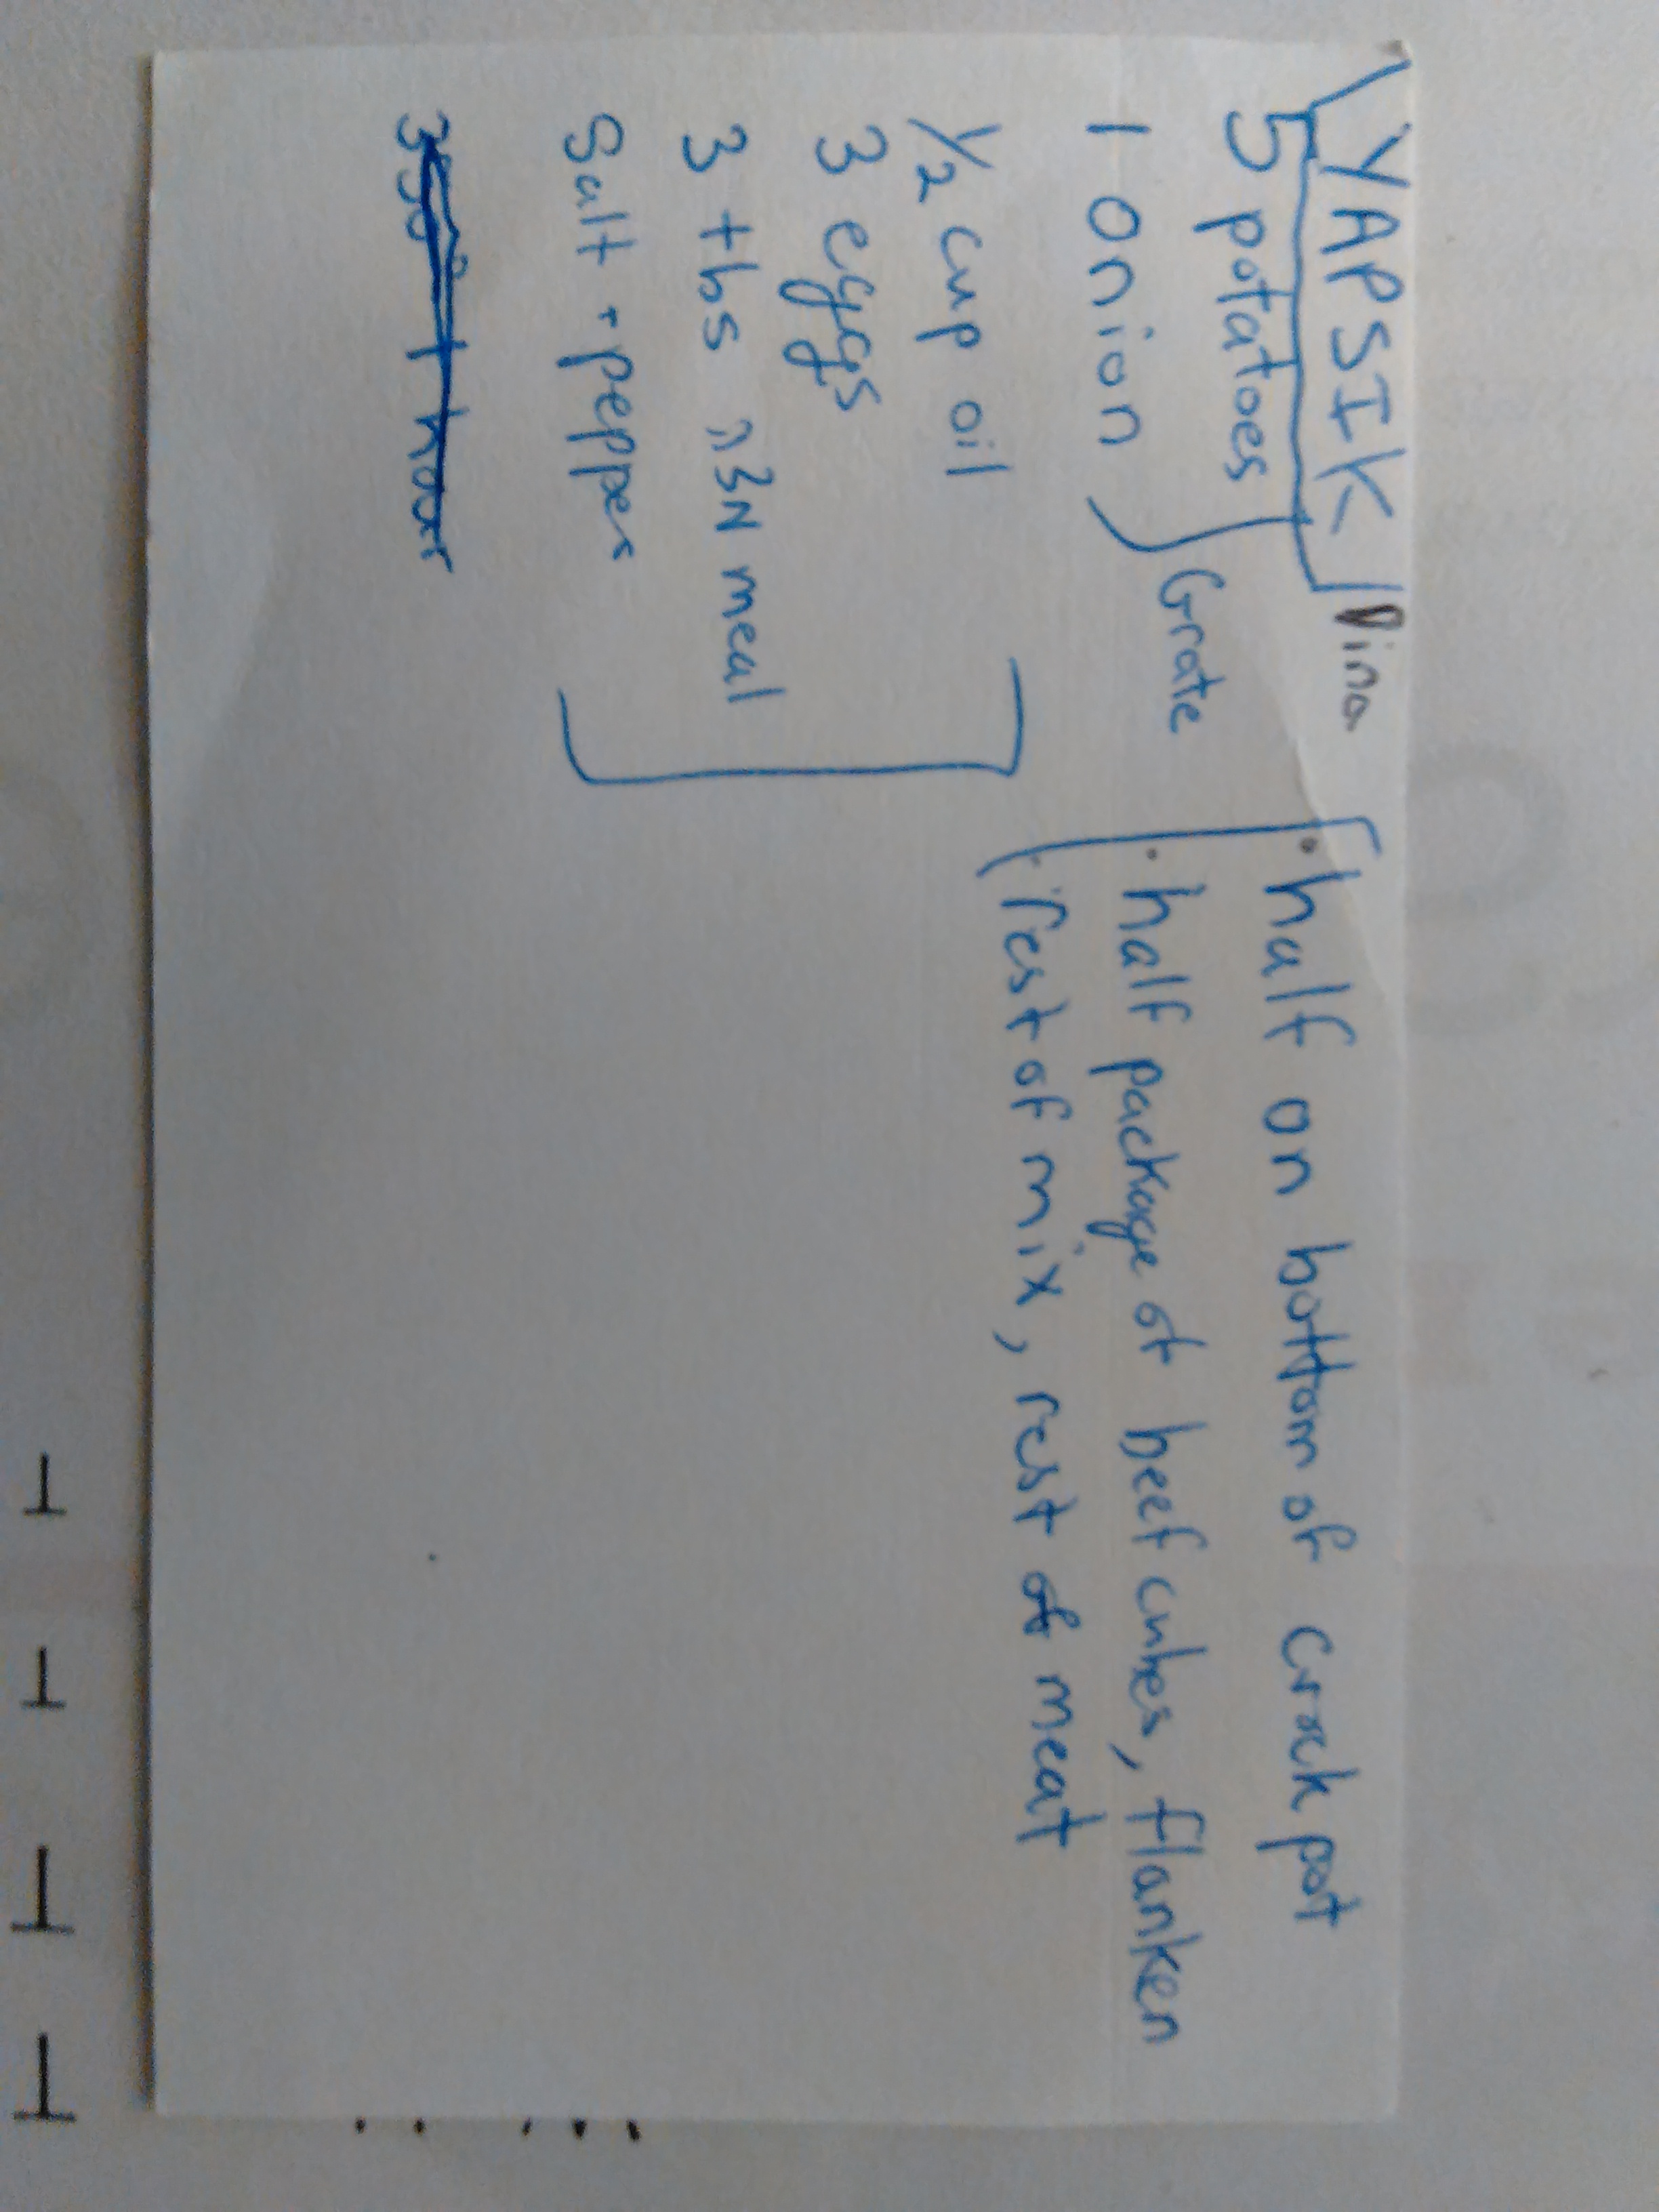 YAPSIK Dina
5 potatoes
1 onion
Grate
1/2 cup oil
3 eggs
3 tbs מצה meal
Salt + pepper
350° 1 hour
• half on bottom of crock pot
• half package of beef cubes, flanken
• rest of mix, rest of meat